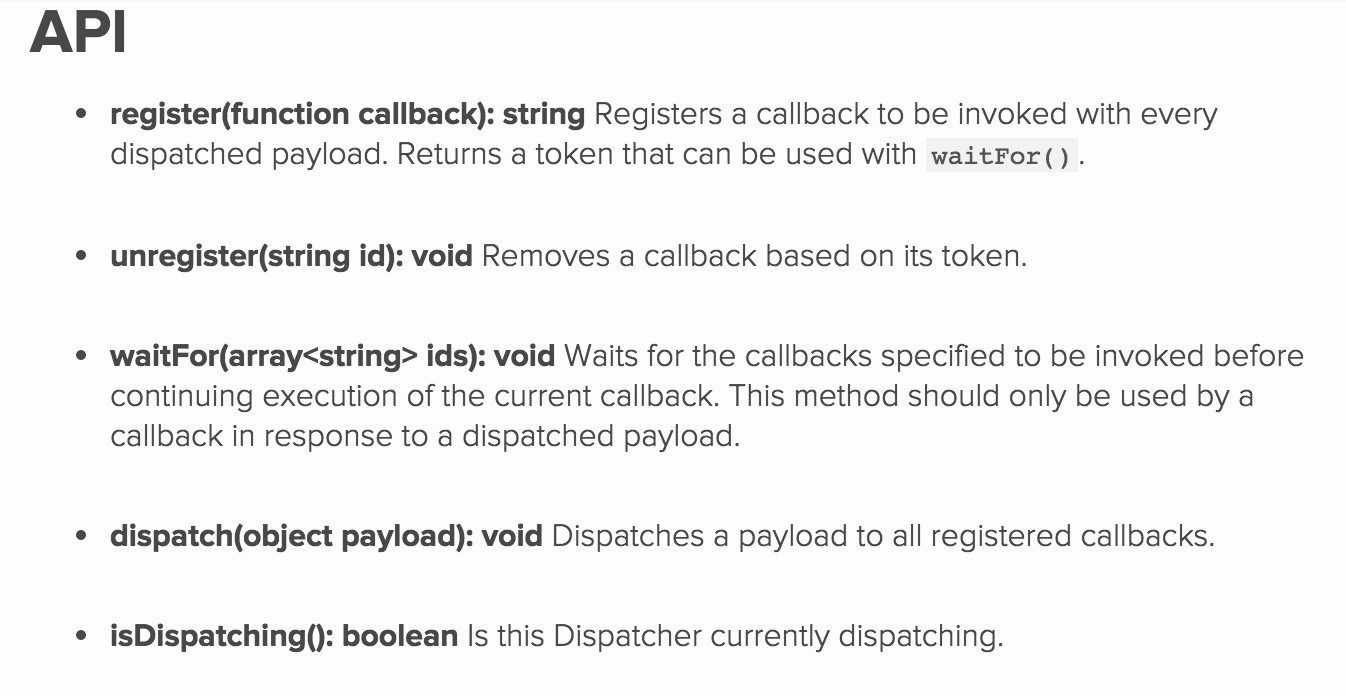 API
• register(function callback): string Registers a callback to be invoked with every
dispatched payload. Returns a token that can be used with waitFor().
• unregister(string id): void Removes a callback based on its token.
• waitFor(array<string> ids): void Waits for the callbacks specified to be invoked before
continuing execution of the current callback. This method should only be used by a
callback in response to a dispatched payload.
• dispatch(object payload): void Dispatches a payload to all registered callbacks.
• isDispatching(): boolean Is this Dispatcher currently dispatching.